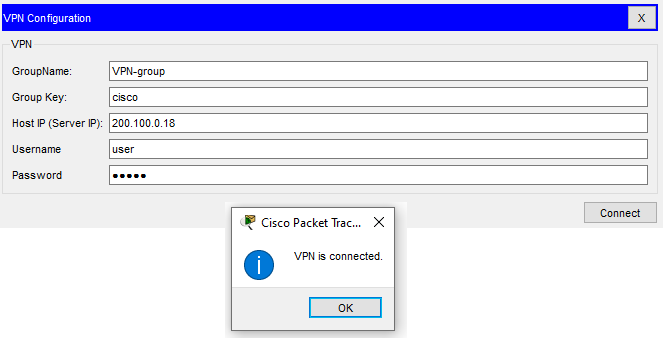 VPN Configuration X
VPN
GroupName: VPN-group
Group Key: cisco
Host IP (Server IP): 200.100.0.18
Username user
Password •••••
Connect
Cisco Packet Trac...
VPN is connected.
OK